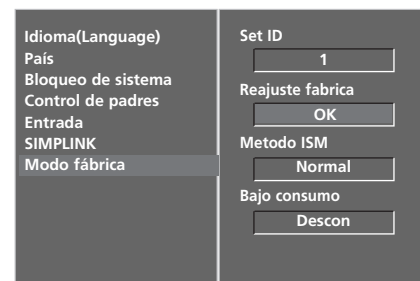 Idioma(Language)
País
Bloqueo de sistema
Control de padres
Entrada
SIMPLINK
Modo fábrica
Set ID
1
Reajuste fabrica
OK
Metodo ISM
Normal
Bajo consumo
Descon